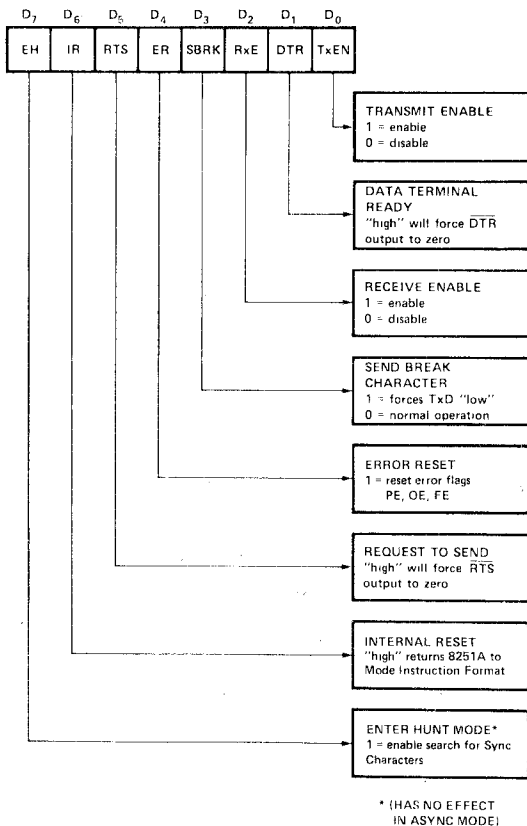 D7 D6 D5 D4 D3 D2 D1 D0
EH IR RTS ER SBRK RxE DTR TxEN
TRANSMIT ENABLE
1 = enable
0 = disable
DATA TERMINAL
READY
"high" will force D̅T̅R̅
output to zero
RECEIVE ENABLE
1 = enable
0 = disable
SEND BREAK
CHARACTER
1 = forces TxD "low"
0 = normal operation
ERROR RESET
1 = reset error flags
PE, OE, FE
REQUEST TO SEND
"high" will force R̅T̅S̅
output to zero
INTERNAL RESET
"high" returns 8251A to
Mode Instruction Format
ENTER HUNT MODE*
1 = enable search for Sync
Characters
* (HAS NO EFFECT
IN ASYNC MODE)